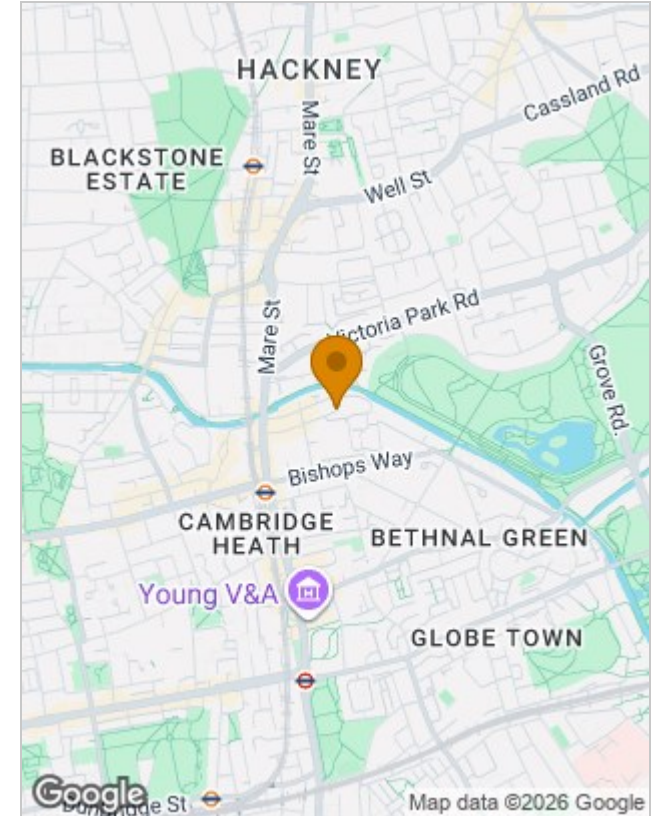 HACKNEY
Cassland Rd
Mare St
BLACKSTONE
ESTATE
Well St
Victoria Park Rd
Mare St
Grove Rd.
Bishops Way
CAMBRIDGE
HEATH
BETHNAL GREEN
Young V&A
GLOBE TOWN
Google
Map data ©2026 Google